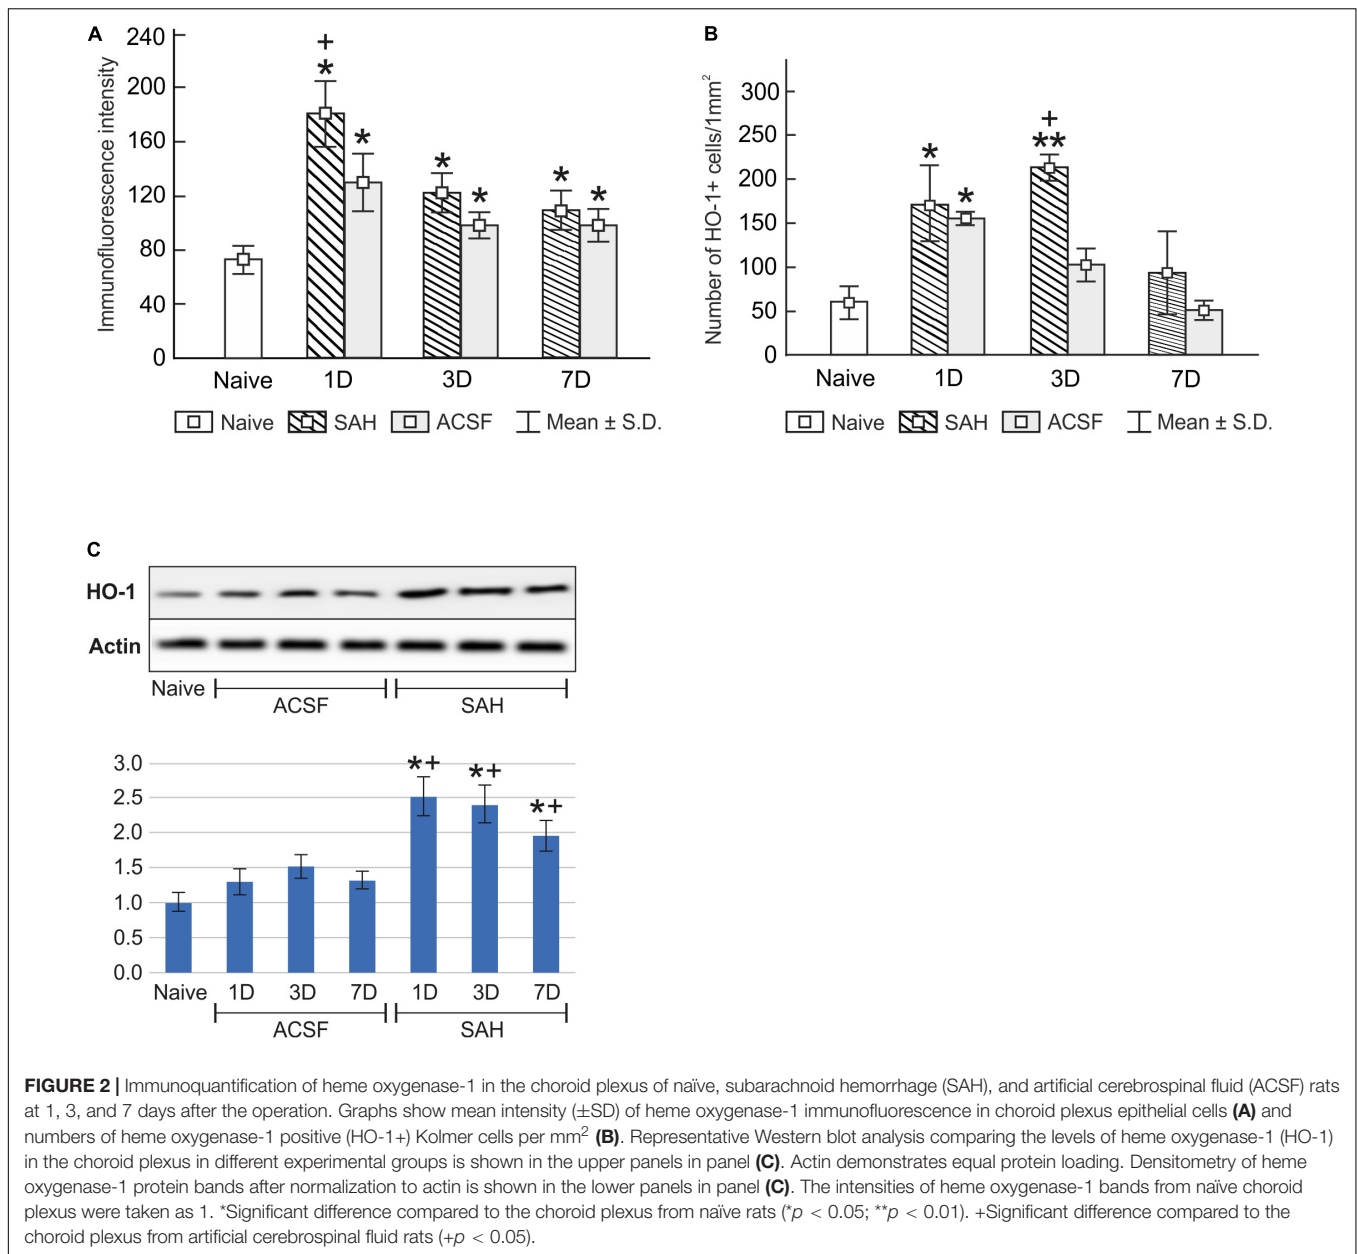 A
Immunofluorescence intensity
240
200
160
120
80
40
0
+
*
*
*
*
*
*
Naive 1D 3D 7D
Naive SAH ACSF Mean ± S.D.
B
Number of HO-1+ cells/1mm²
300
250
200
150
100
50
0
*
*
+
**
Naive 1D 3D 7D
Naive SAH ACSF Mean ± S.D.
C
HO-1
Actin
Naive ACSF SAH
3.0
2.5
2.0
1.5
1.0
0.5
0.0
*+
*+
*+
Naive 1D 3D 7D 1D 3D 7D
ACSF SAH
FIGURE 2 | Immunoquantification of heme oxygenase-1 in the choroid plexus of naïve, subarachnoid hemorrhage (SAH), and artificial cerebrospinal fluid (ACSF) rats
at 1, 3, and 7 days after the operation. Graphs show mean intensity (±SD) of heme oxygenase-1 immunofluorescence in choroid plexus epithelial cells (A) and
numbers of heme oxygenase-1 positive (HO-1+) Kolmer cells per mm² (B). Representative Western blot analysis comparing the levels of heme oxygenase-1 (HO-1)
in the choroid plexus in different experimental groups is shown in the upper panels in panel (C). Actin demonstrates equal protein loading. Densitometry of heme
oxygenase-1 protein bands after normalization to actin is shown in the lower panels in panel (C). The intensities of heme oxygenase-1 bands from naïve choroid
plexus were taken as 1. *Significant difference compared to the choroid plexus from naïve rats (*p < 0.05; **p < 0.01). +Significant difference compared to the
choroid plexus from artificial cerebrospinal fluid rats (+p < 0.05).